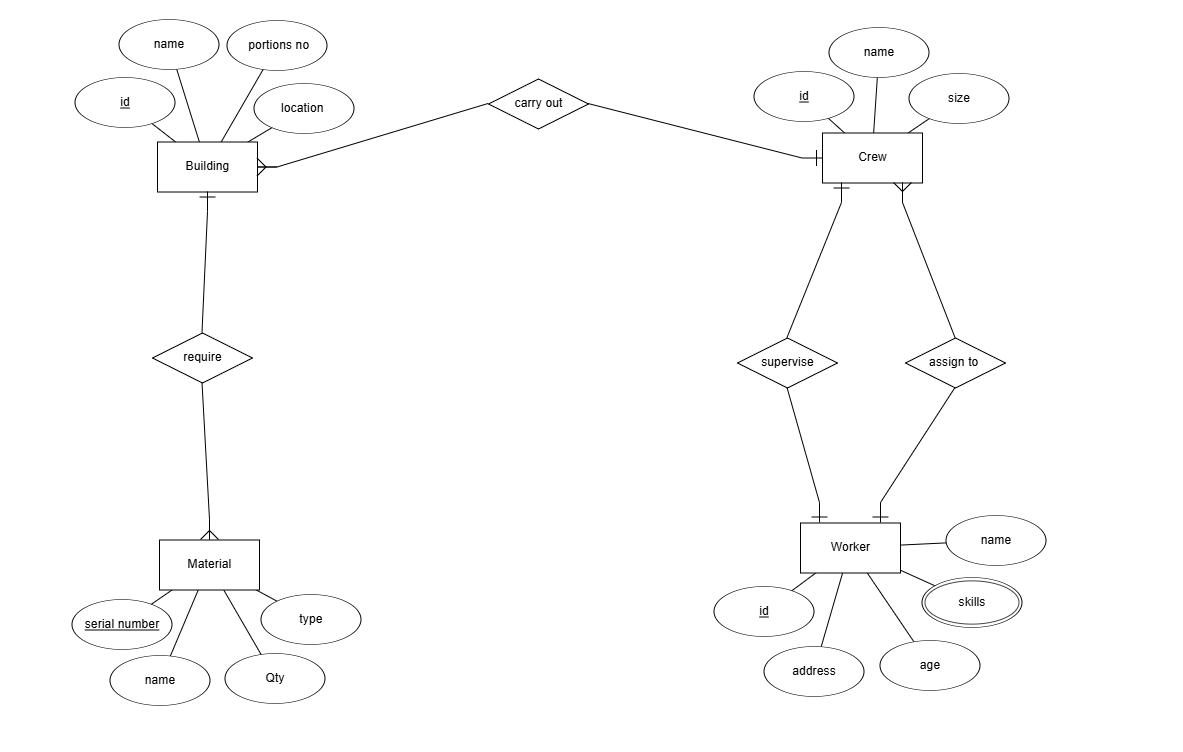 name
portions no
id
location
Building
carry out
name
id
size
Crew
require
supervise
assign to
Material
serial number
type
name
Qty
Worker
name
id
skills
address
age